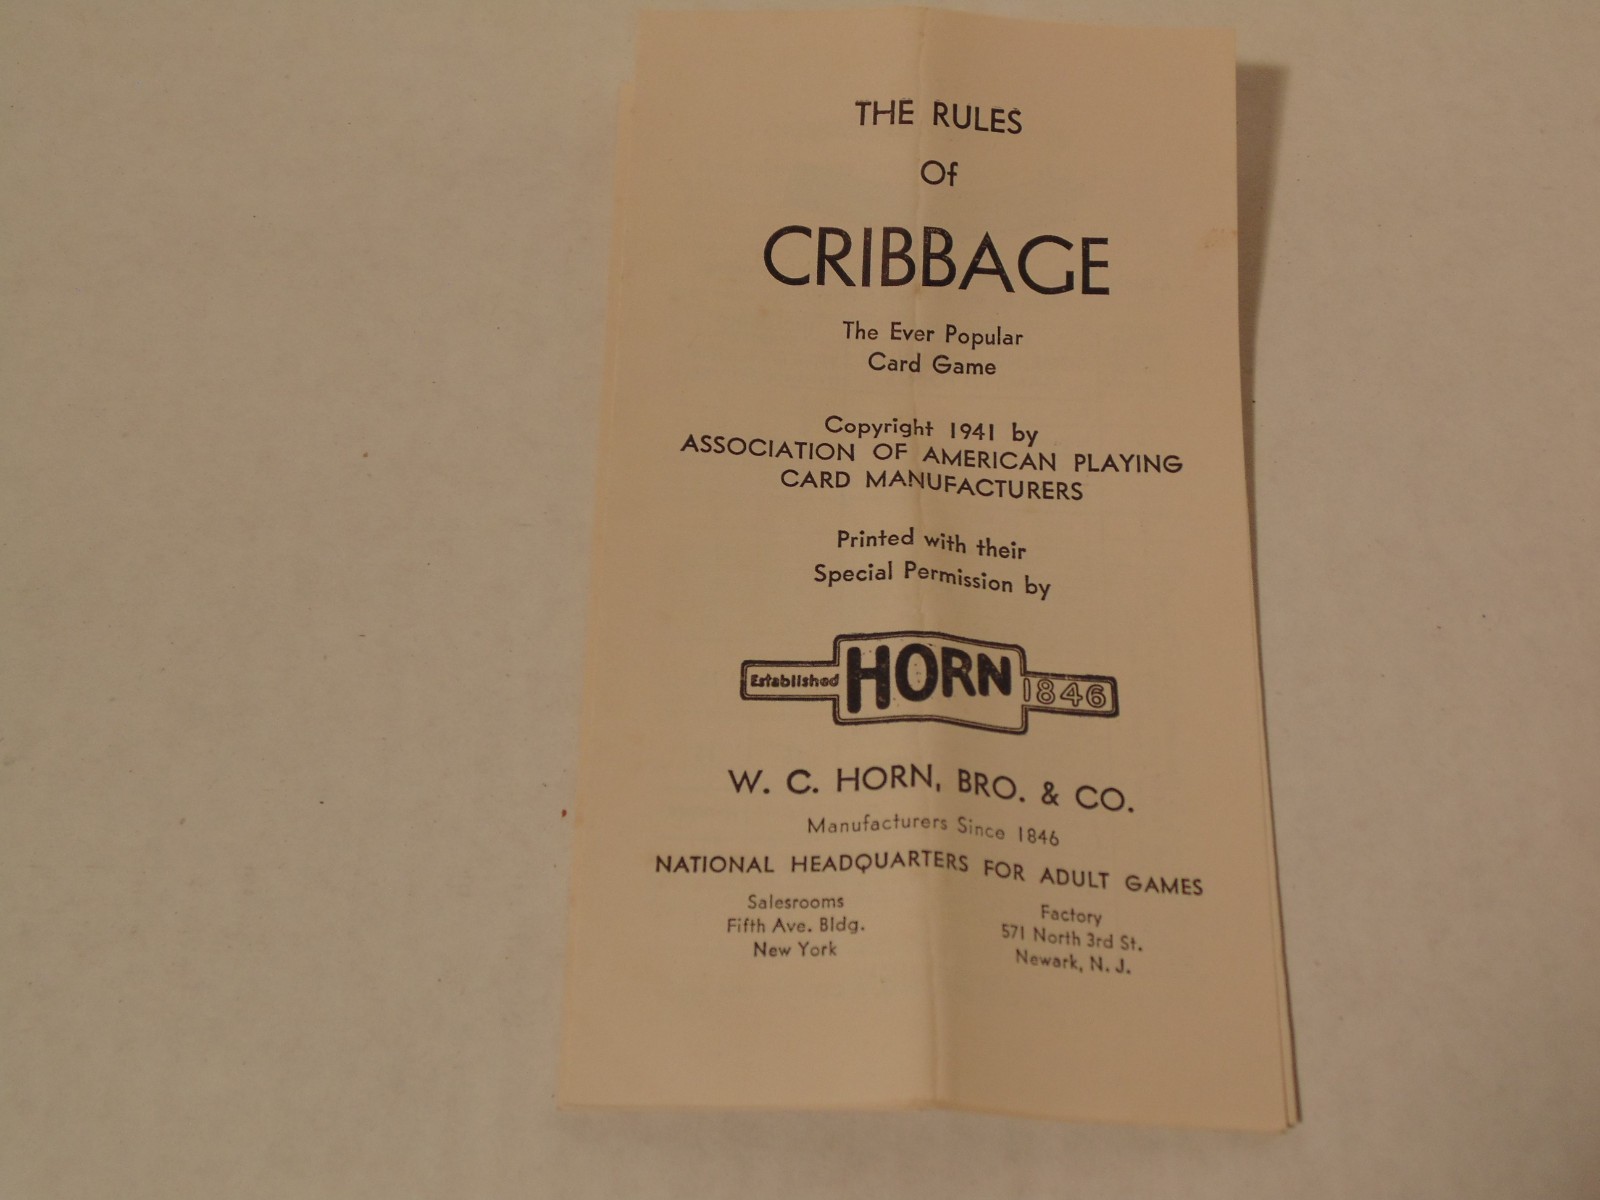 THE RULES
Of
CRIBBAGE
The Ever Popular
Card Game
Copyright 1941 by
ASSOCIATION OF AMERICAN PLAYING
CARD MANUFACTURERS
Printed with their
Special Permission by
Established HORN 1846
W. C. HORN, BRO. & CO.
Manufacturers Since 1846
NATIONAL HEADQUARTERS FOR ADULT GAMES
Salesrooms
Fifth Ave. Bldg.
New York
Factory
571 North 3rd St.
Newark, N. J.